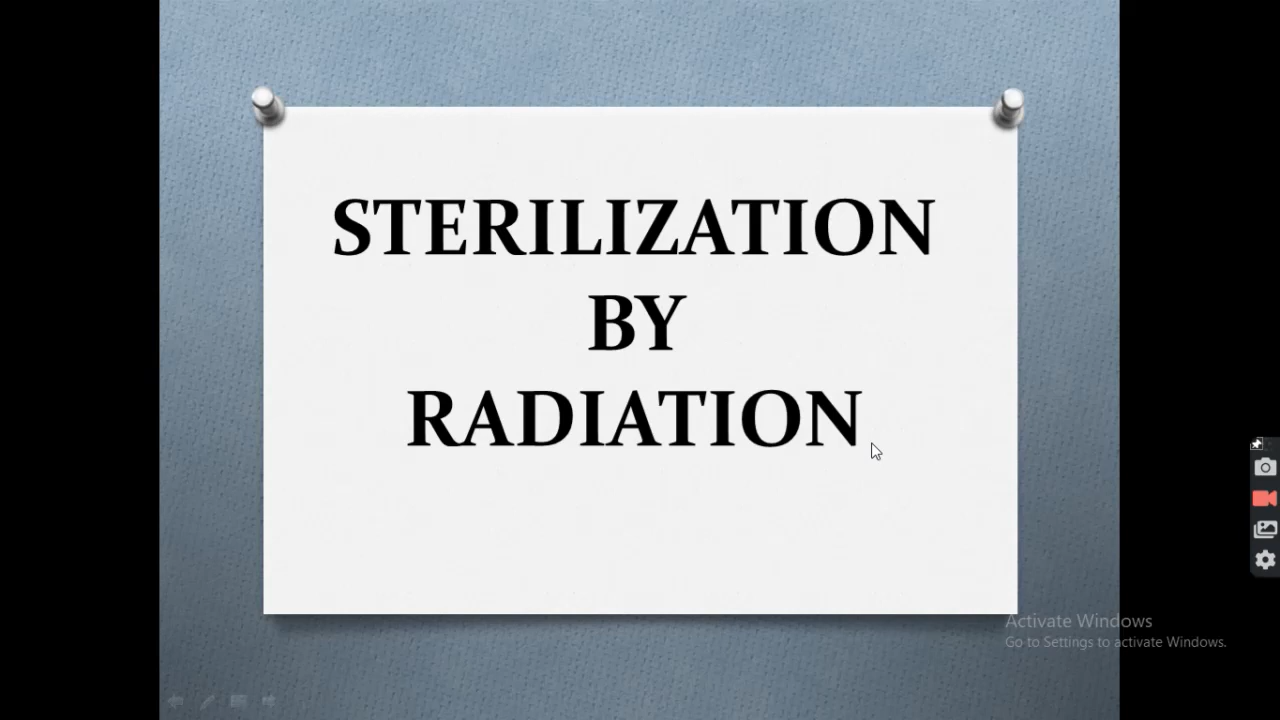 STERILIZATION
BY
RADIATION
Activate Windows
Go to Settings to activate Windows.